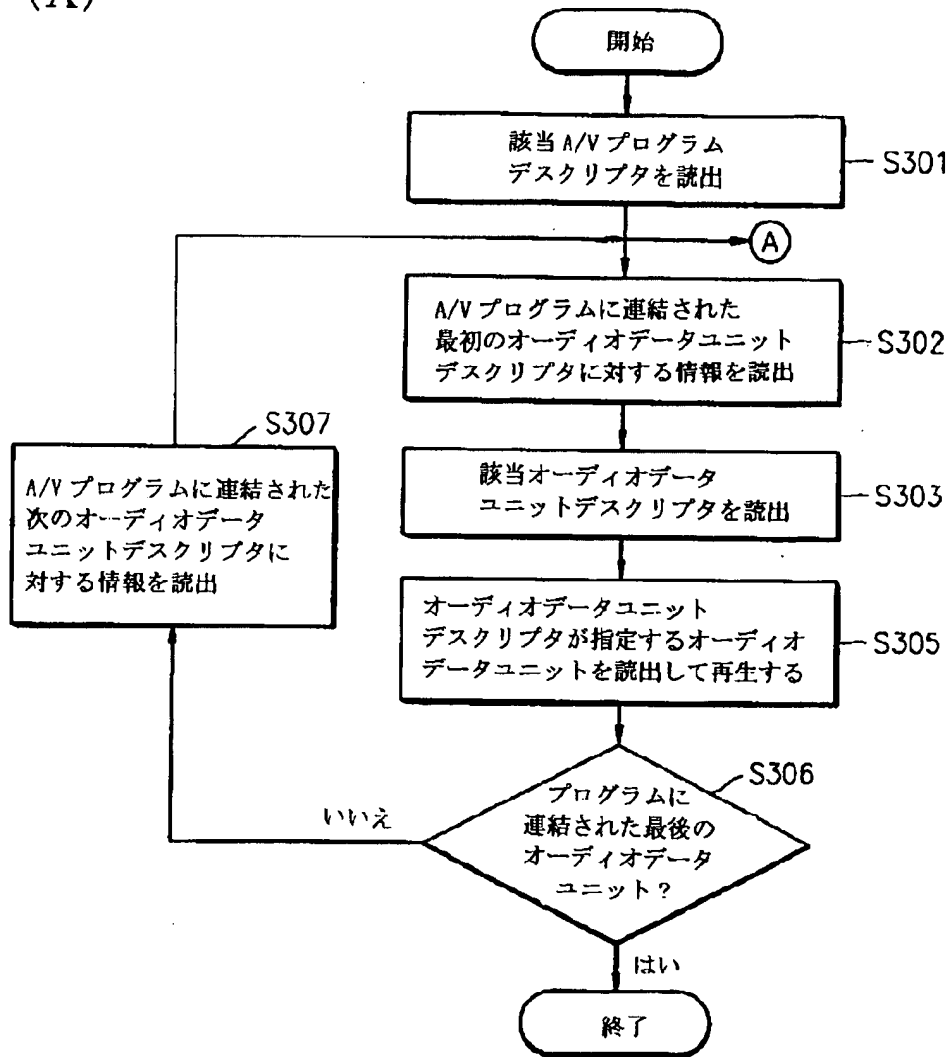 (A)
開始
該当A/Vプログラム
デスクリプタを読出
S301
A
A/Vプログラムに連結された
最初のオーディオデータユニット
デスクリプタに対する情報を読出
S302
S307
A/Vプログラムに連結された
次のオーディオデータ
ユニットデスクリプタに
対する情報を読出
該当オーディオデータ
ユニットデスクリプタを読出
S303
オーディオデータユニット
デスクリプタが指定するオーディオ
データユニットを読出して再生する
S305
S306
プログラムに
連結された最後の
オーディオデータ
ユニット?
いいえ
はい
終了